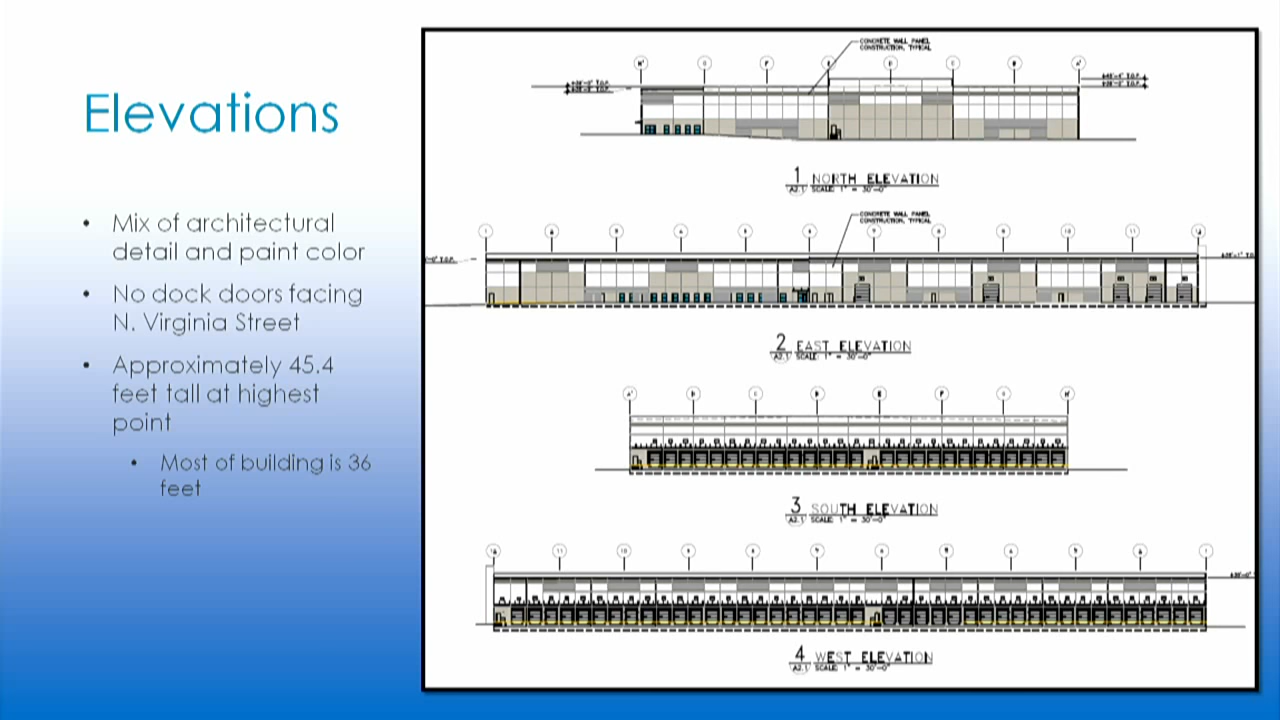 Elevations
• Mix of architectural
detail and paint color
• No dock doors facing
N. Virginia Street
• Approximately 45.4
feet tall at highest
point
• Most of building is 36
feet
CONCRETE WALL PANEL
CONSTRUCTION, TYPICAL
1 NORTH ELEVATION
A2.1 SCALE: 1" = 30'-0"
CONCRETE WALL PANEL
CONSTRUCTION, TYPICAL
2 EAST ELEVATION
A2.1 SCALE: 1" = 30'-0"
3 SOUTH ELEVATION
A2.1 SCALE: 1" = 30'-0"
4 WEST ELEVATION
A2.1 SCALE: 1" = 30'-0"